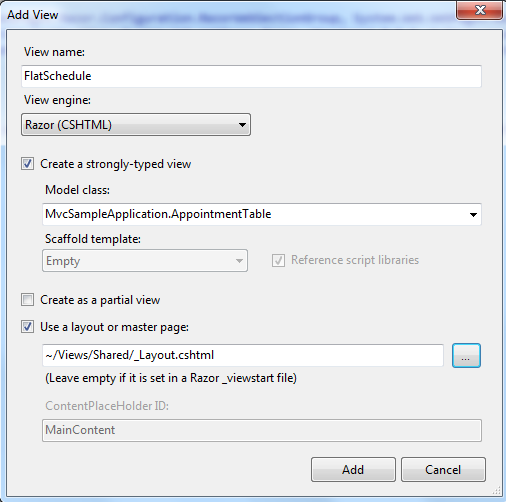 Add View
View name:
FlatSchedule
View engine:
Razor (CSHTML)
Create a strongly-typed view
Model class:
MvcSampleApplication.AppointmentTable
Scaffold template:
Empty
Reference script libraries
Create as a partial view
Use a layout or master page:
~/Views/Shared/_Layout.cshtml
...
(Leave empty if it is set in a Razor _viewstart file)
ContentPlaceHolder ID:
MainContent
Add
Cancel